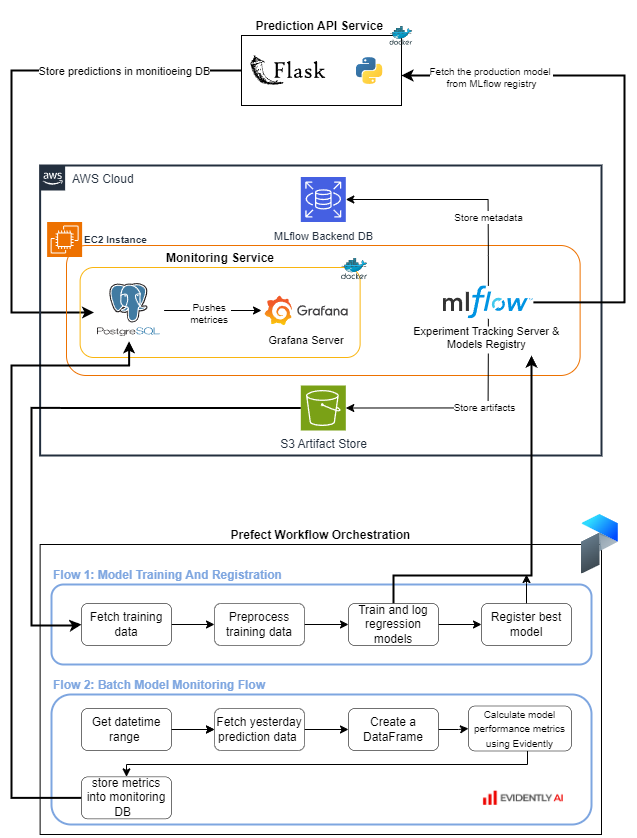 Prediction API Service
docker
Flask
Store predictions in monitioeing DB
Fetch the production model
from MLflow registry
aws
AWS Cloud
MLflow Backend DB
Store metadata
EC2 Instance
Monitoring Service
docker
PostgreSQL
Pushes
metrices
Grafana
Grafana Server
mlflow
Experiment Tracking Server &
Models Registry
Store artifacts
S3 Artifact Store
Prefect Workflow Orchestration
Flow 1: Model Training And Registration
Fetch training
data
Preprocess
training data
Train and log
regression
models
Register best
model
Flow 2: Batch Model Monitoring Flow
Get datetime
range
Fetch yesterday
prediction data
Create a
DataFrame
Calculate model
performance metrics
using Evidently
store metrics
into monitoring
DB
EVIDENTLY AI